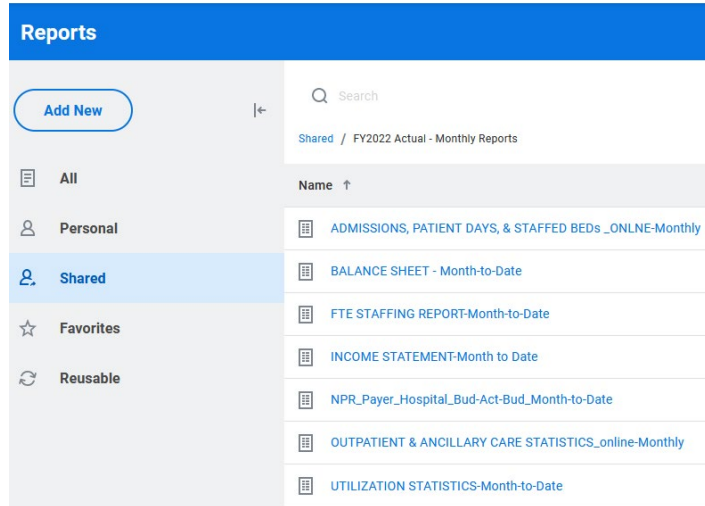 Reports
Add New
All
Personal
Shared
Favorites
Reusable
Search
Shared / FY2022 Actual - Monthly Reports
Name ↑
ADMISSIONS, PATIENT DAYS, & STAFFED BEDs _ONLNE-Monthly
BALANCE SHEET - Month-to-Date
FTE STAFFING REPORT-Month-to-Date
INCOME STATEMENT-Month to Date
NPR_Payer_Hospital_Bud-Act-Bud_Month-to-Date
OUTPATIENT & ANCILLARY CARE STATISTICS_online-Monthly
UTILIZATION STATISTICS-Month-to-Date